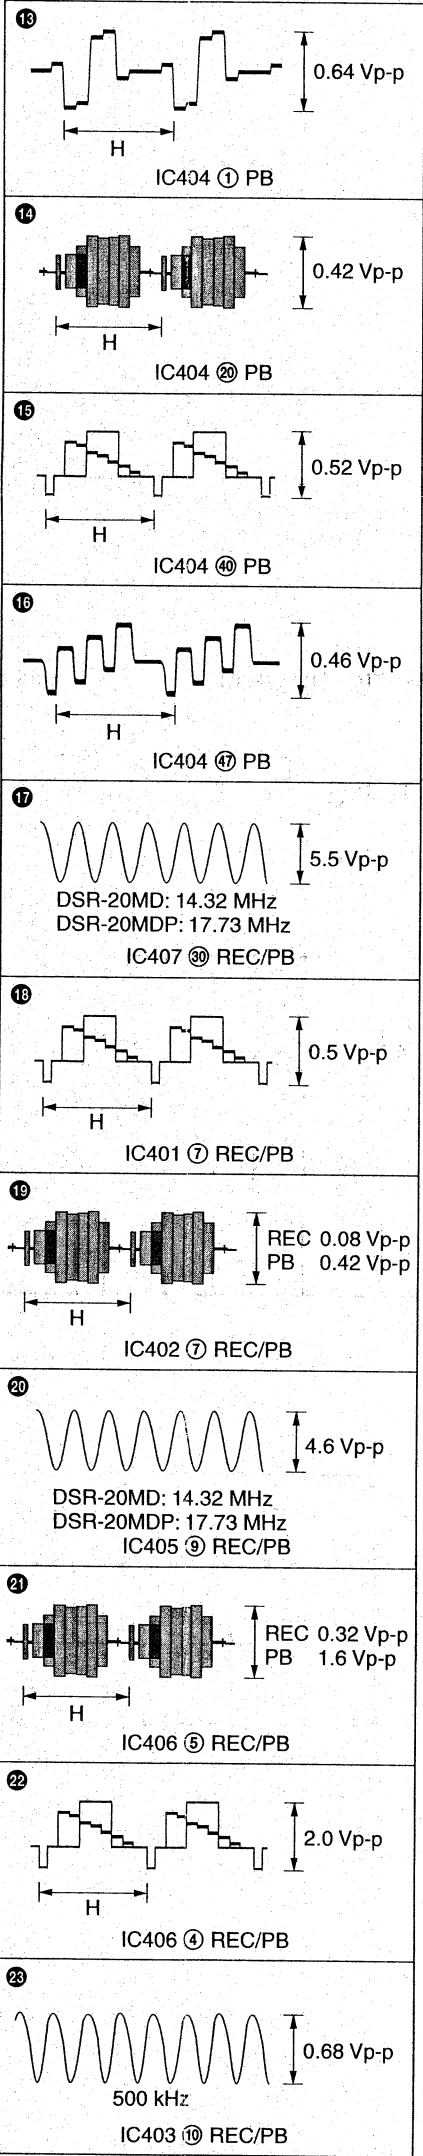 13
0.64 Vp-p
H
IC404 ① PB
14
0.42 Vp-p
H
IC404 ⑳ PB
15
0.52 Vp-p
H
IC404 ㊵ PB
16
0.46 Vp-p
H
IC404 ㊼ PB
17
5.5 Vp-p
DSR-20MD: 14.32 MHz
DSR-20MDP: 17.73 MHz
IC407 ㉚ REC/PB
18
0.5 Vp-p
H
IC401 ⑦ REC/PB
19
REC 0.08 Vp-p
PB 0.42 Vp-p
H
IC402 ⑦ REC/PB
20
4.6 Vp-p
DSR-20MD: 14.32 MHz
DSR-20MDP: 17.73 MHz
IC405 ⑨ REC/PB
21
REC 0.32 Vp-p
PB 1.6 Vp-p
H
IC406 ⑤ REC/PB
22
2.0 Vp-p
H
IC406 ④ REC/PB
23
0.68 Vp-p
500 kHz
IC403 ⑩ REC/PB